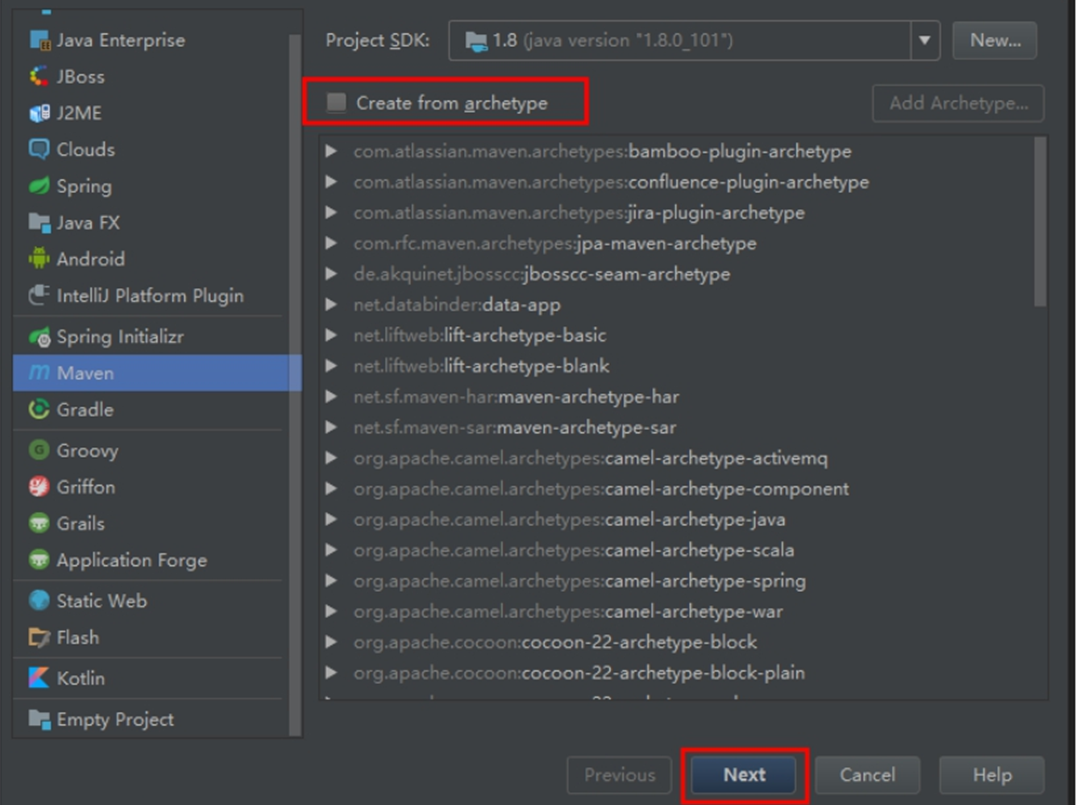 Java Enterprise
JBoss
J2ME
Clouds
Spring
Java FX
Android
IntelliJ Platform Plugin
Spring Initializr
Maven
Gradle
Groovy
Griffon
Grails
Application Forge
Static Web
Flash
Kotlin
Empty Project
Project SDK: 1.8 (java version "1.8.0_101") New...
Create from archetype Add Archetype...
com.atlassian.maven.archetypes:bamboo-plugin-archetype
com.atlassian.maven.archetypes:confluence-plugin-archetype
com.atlassian.maven.archetypes:jira-plugin-archetype
com.rfc.maven.archetypes:jpa-maven-archetype
de.akquinet.jbosscc:jbosscc-seam-archetype
net.databinder:data-app
net.liftweb:lift-archetype-basic
net.liftweb:lift-archetype-blank
net.sf.maven-har:maven-archetype-har
net.sf.maven-sar:maven-archetype-sar
org.apache.camel.archetypes:camel-archetype-activemq
org.apache.camel.archetypes:camel-archetype-component
org.apache.camel.archetypes:camel-archetype-java
org.apache.camel.archetypes:camel-archetype-scala
org.apache.camel.archetypes:camel-archetype-spring
org.apache.camel.archetypes:camel-archetype-war
org.apache.cocoon:cocoon-22-archetype-block
org.apache.cocoon:cocoon-22-archetype-block-plain
Previous Next Cancel Help